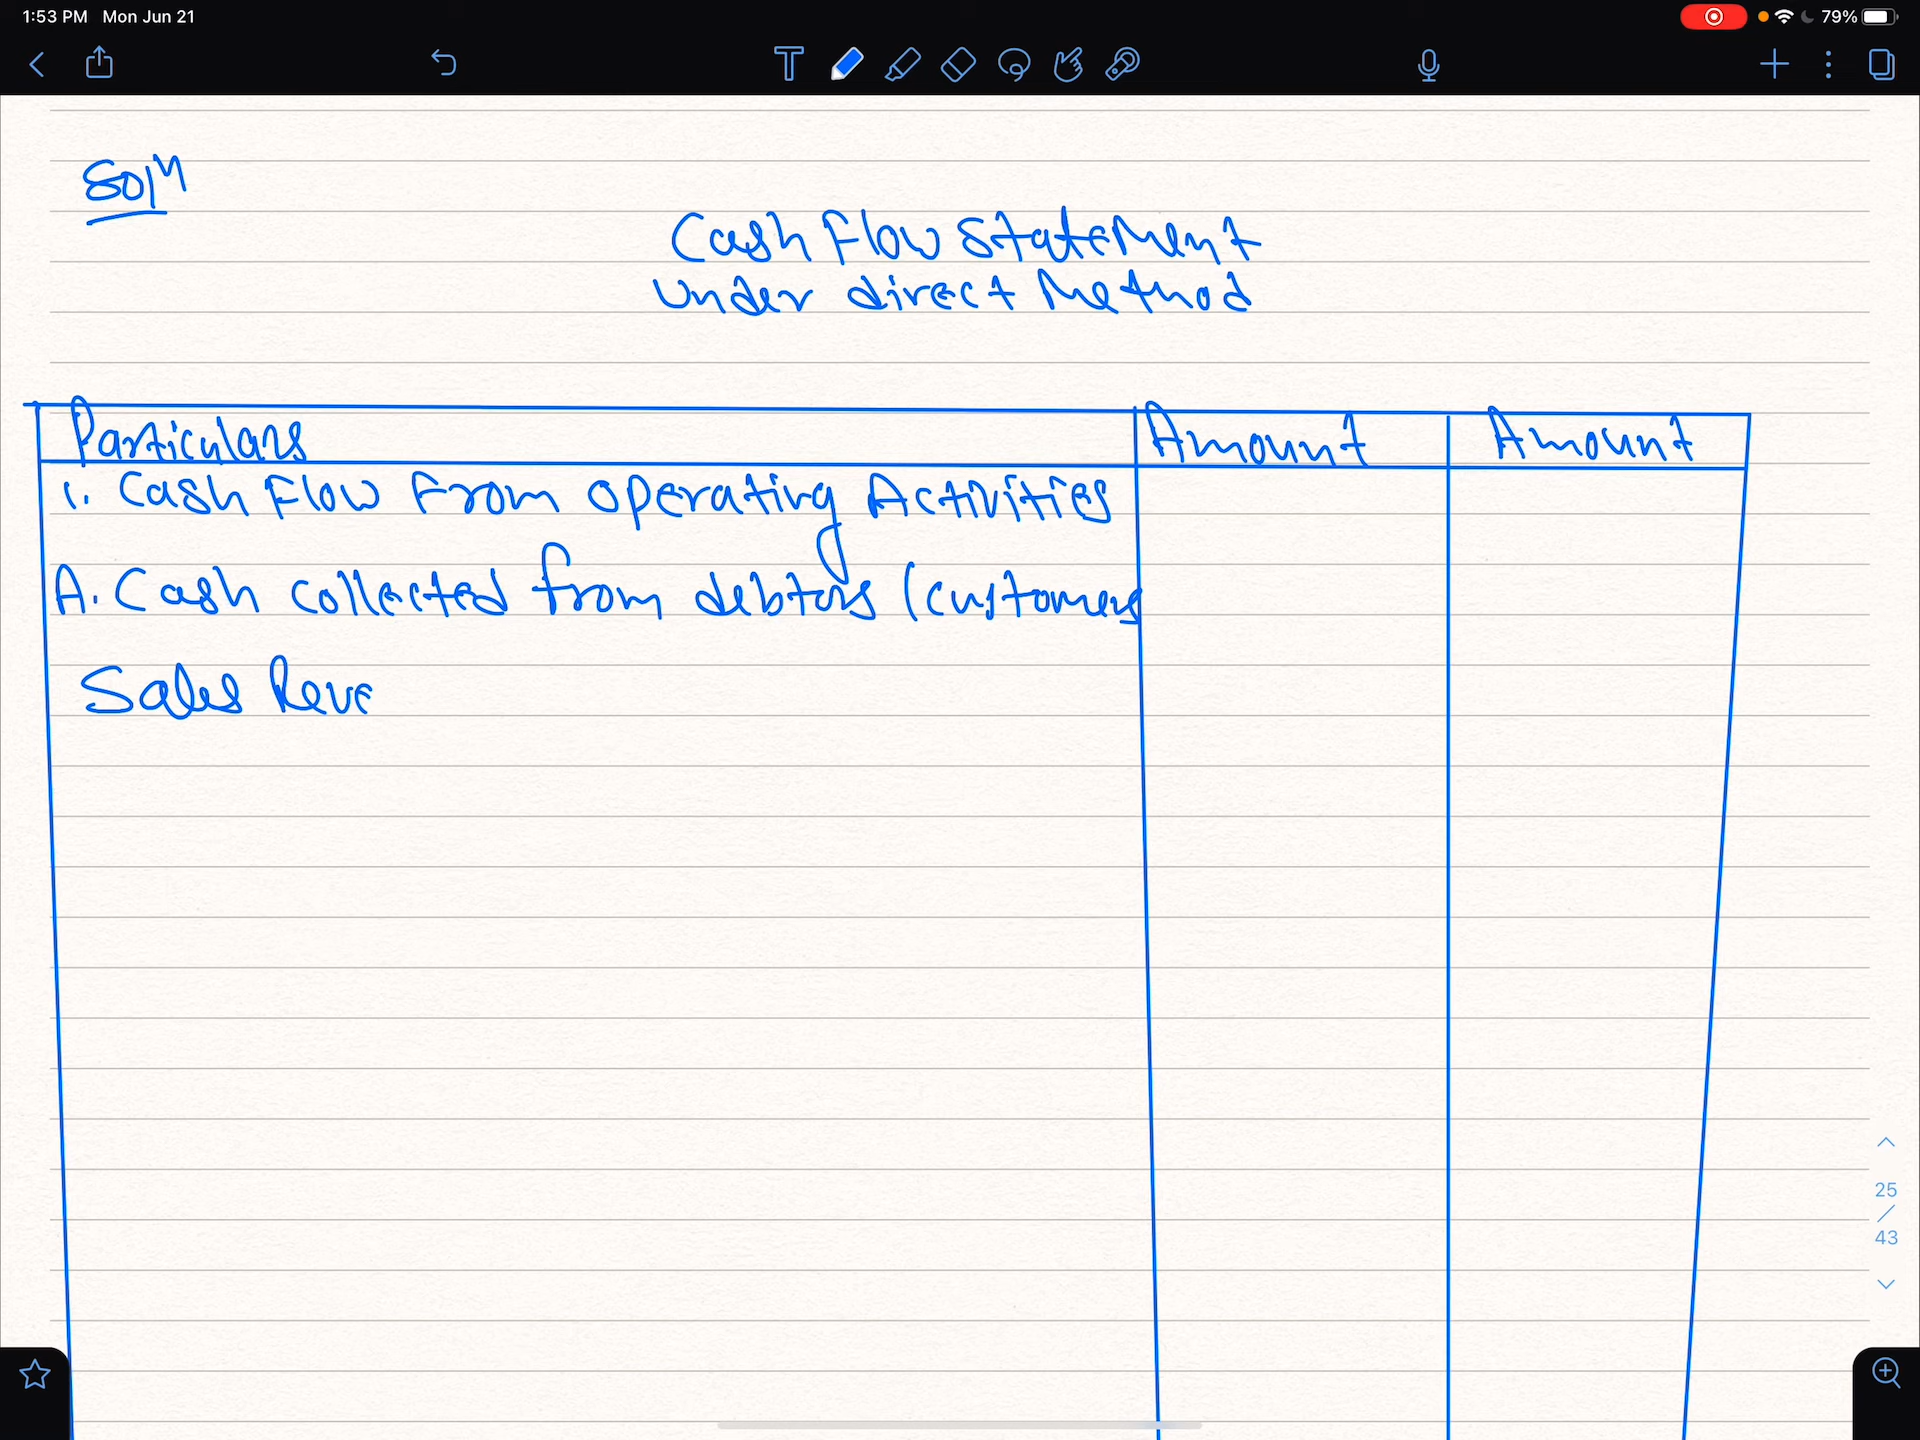 1:53 PM Mon Jun 21 79%
Soln
Cash Flow Statement
Under direct Method
Particulars Amount Amount
1. Cash Flow From Operating Activities
A. Cash collected from debtors (customers
Sales Reve
25
/
43